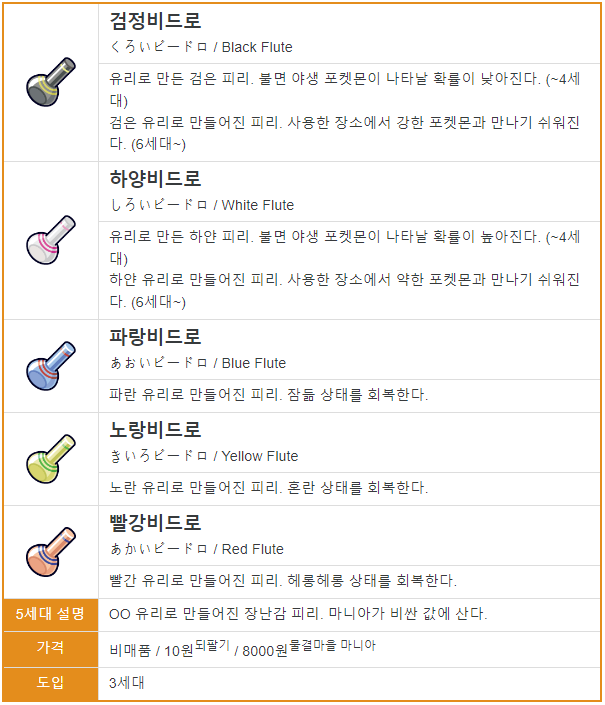 검정비드로
くろいビードロ / Black Flute
유리로 만든 검은 피리. 불면 야생 포켓몬이 나타날 확률이 낮아진다. (~4세
대)
검은 유리로 만들어진 피리. 사용한 장소에서 강한 포켓몬과 만나기 쉬워진
다. (6세대~)
하양비드로
しろいビードロ / White Flute
유리로 만든 하얀 피리. 불면 야생 포켓몬이 나타날 확률이 높아진다. (~4세
대)
하얀 유리로 만들어진 피리. 사용한 장소에서 약한 포켓몬과 만나기 쉬워진
다. (6세대~)
파랑비드로
あおいビードロ / Blue Flute
파란 유리로 만들어진 피리. 잠듦 상태를 회복한다.
노랑비드로
きいろビードロ / Yellow Flute
노란 유리로 만들어진 피리. 혼란 상태를 회복한다.
빨강비드로
あかいビードロ / Red Flute
빨간 유리로 만들어진 피리. 헤롱헤롱 상태를 회복한다.
5세대 설명 OO 유리로 만들어진 장난감 피리. 마니아가 비싼 값에 산다.
가격 비매품 / 10원되팔기 / 8000원물결마을 마니아
도입 3세대